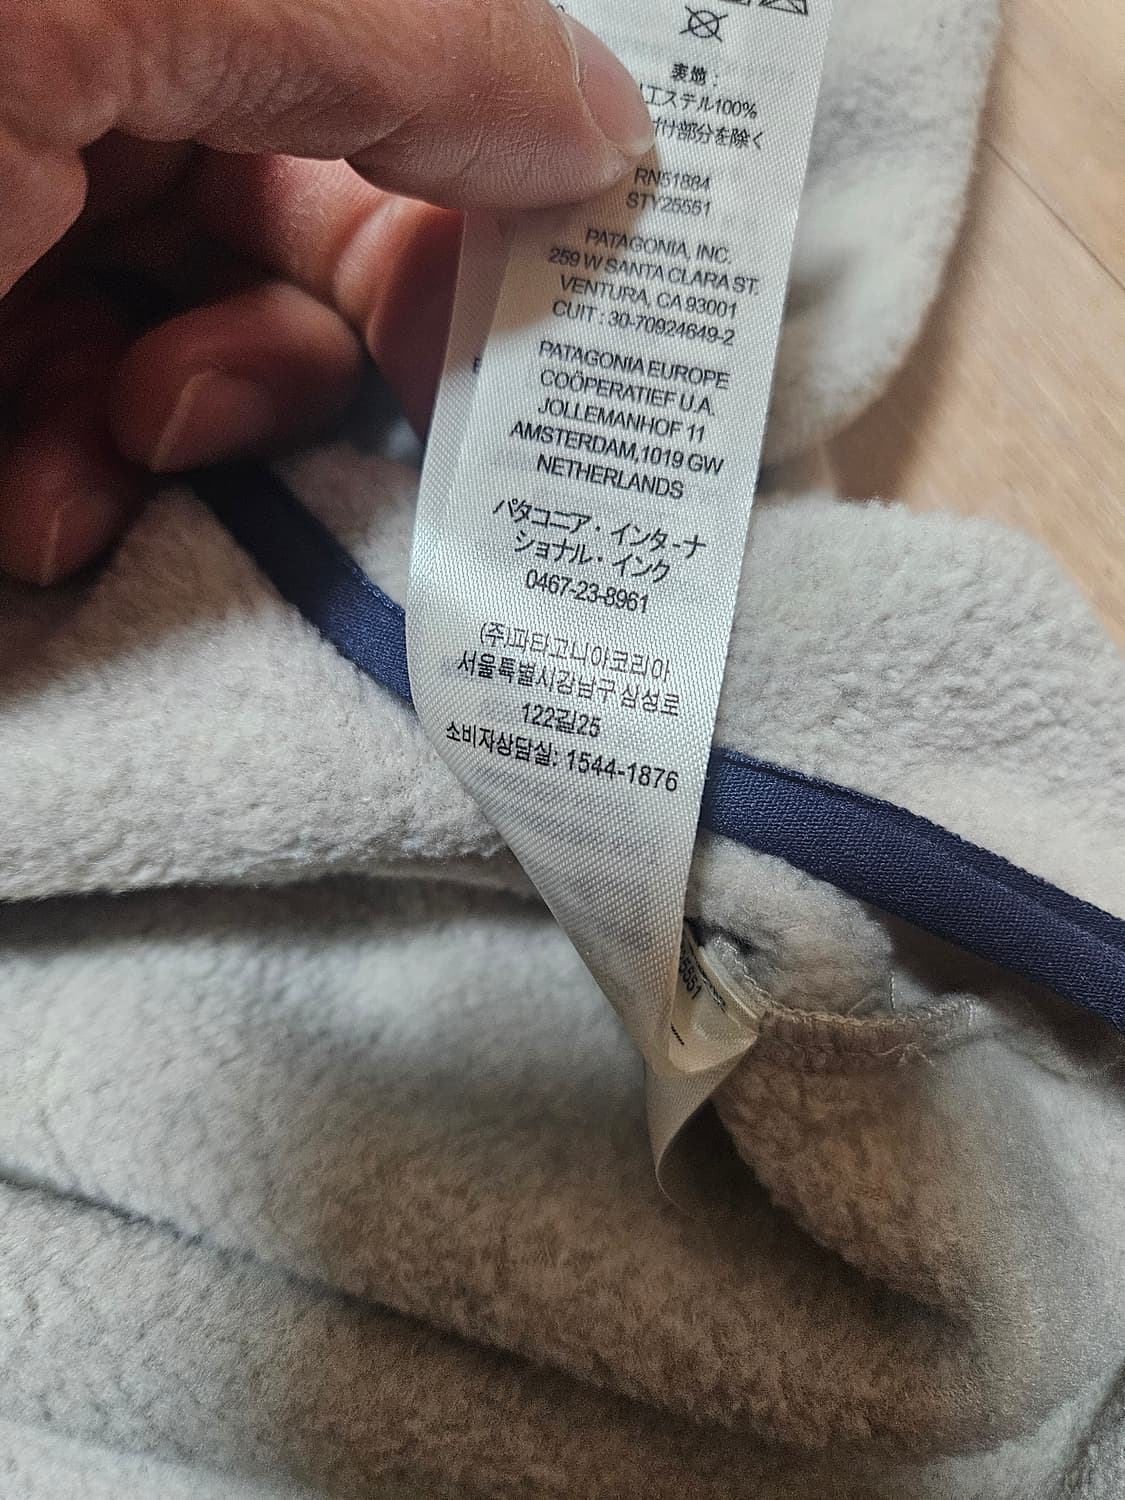 表地：
エステル100%
付け部分を除く
RN51884
STY25551
PATAGONIA, INC.
259 W SANTA CLARA ST.
VENTURA, CA 93001
CUIT : 30-70924649-2
PATAGONIA EUROPE
COÖPERATIEF U.A.
JOLLEMANHOF 11
AMSTERDAM,1019 GW
NETHERLANDS
パタゴニア・インターナ
ショナル・インク
0467-23-8961
(주)파타고니아코리아
서울특별시강남구삼성로
122길25
소비자상담실: 1544-1876
5551